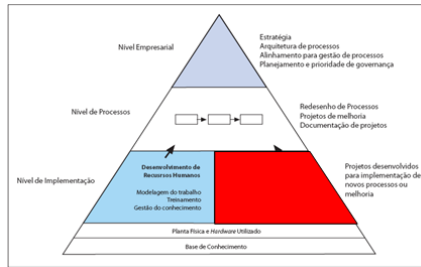 Nível Empresarial
Estratégia
Arquitetura de processos
Alinhamento para gestão de processos
Planejamento e prioridade de governança
Nível de Processos
Redesenho de Processos
Projetos de melhoria
Documentação de projetos
Nível de Implementação
Desenvolvimento de
Recursos Humanos
Modelagem do trabalho
Treinamento
Gestão do conhecimento
Projetos desenvolvidos
para implementação de
novos processos ou
melhoria
Planta Física e Hardware Utilizado
Base de Conhecimento